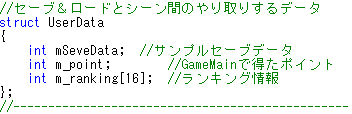 //セーブ＆ロードとシーン間のやり取りするデータ
struct UserData
{
    int mSeveData;  //サンプルセーブデータ
    int m_point;        //GameMainで得たポイント
    int m_ranking[16];  //ランキング情報
};
//------------------------------------------------